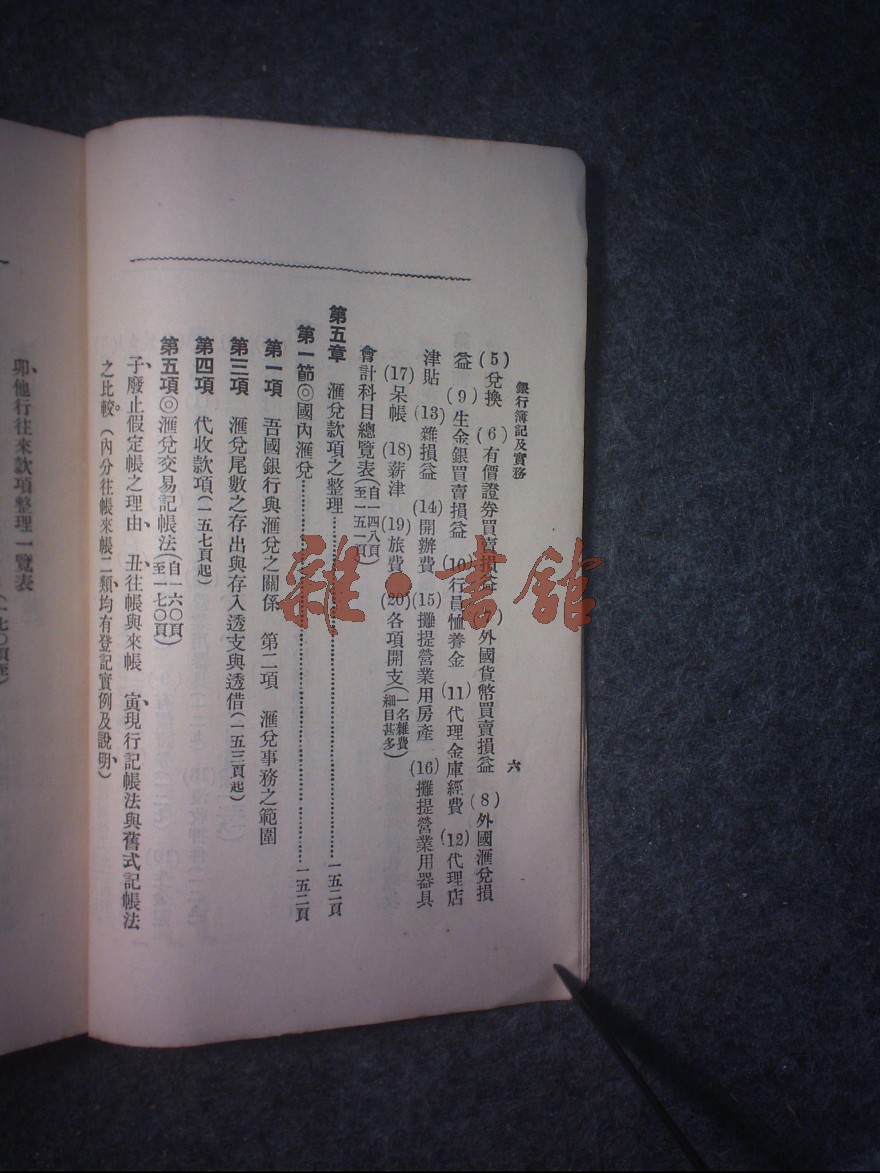 銀行簿記及實務
六
(5)兌換 (6)有價證券買賣損益 (7)外國貨幣買賣損益 (8)外國滙兌損
益 (9)生金銀買賣損益 (10)行員恤養金 (11)代理金庫經費 (12)代理店
津貼 (13)雜損益 (14)開辦費 (15)攤提營業用房產 (16)攤提營業用器具
(17)呆帳 (18)薪津 (19)旅費 (20)各項開支(一名雜費 細目甚多)
會計科目總覽表(自一四八頁 至一五一頁)
第五章 滙兌款項之整理……………………一五二頁
第一節◎國內滙兌……………………一五二頁
第一項 吾國銀行與滙兌之關係 第二項 滙兌事務之範圍
第三項 滙兌尾數之存出與存入透支與透借(一五三頁起)
第四項 代收款項(一五七頁起)
第五項◎滙兌交易記帳法(自一六〇頁 至一七〇頁)
子、廢止假定帳之理由、 丑、往帳與來帳 寅、現行記帳法與舊式記帳法
之比較。(內分往帳來帳二類、均有登記實例及說明、)
卯、他行往來款項整理一覽表
雜·書館